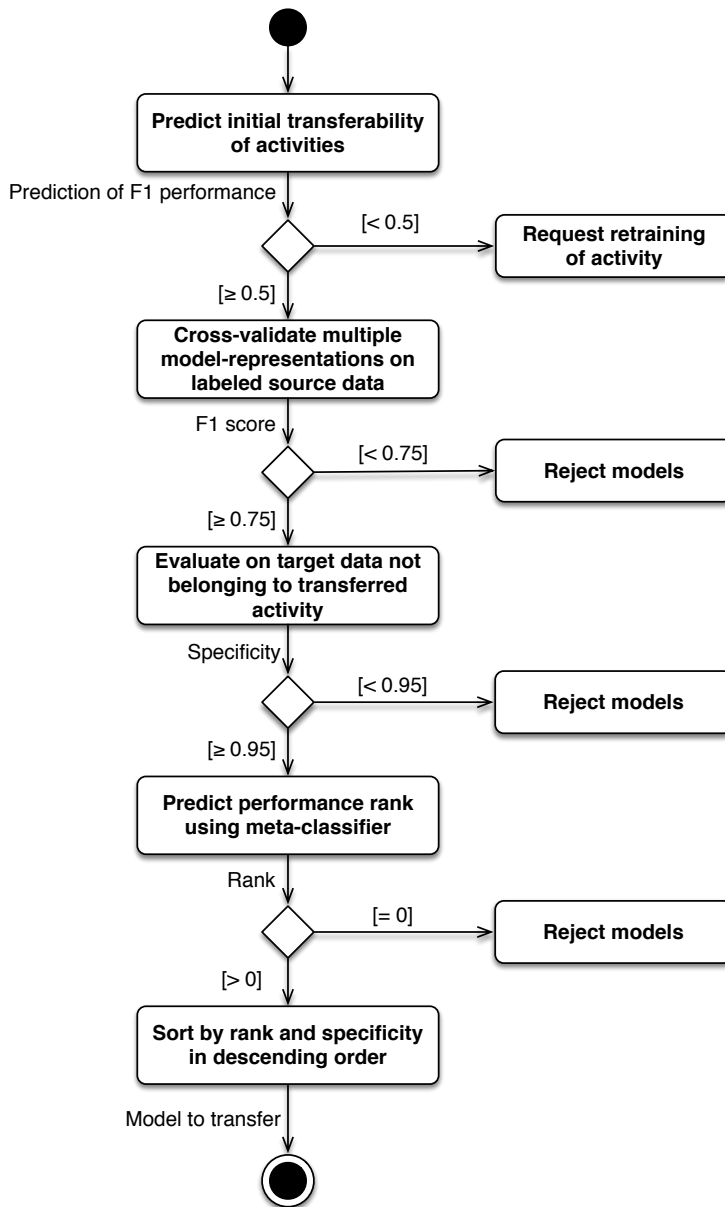 Predict initial transferability
of activities
Prediction of F1 performance
[< 0.5]
Request retraining
of activity
[≥ 0.5]
Cross-validate multiple
model-representations on
labeled source data
F1 score
[< 0.75]
Reject models
[≥ 0.75]
Evaluate on target data not
belonging to transferred
activity
Specificity
[< 0.95]
Reject models
[≥ 0.95]
Predict performance rank
using meta-classifier
Rank
[= 0]
Reject models
[> 0]
Sort by rank and specificity
in descending order
Model to transfer